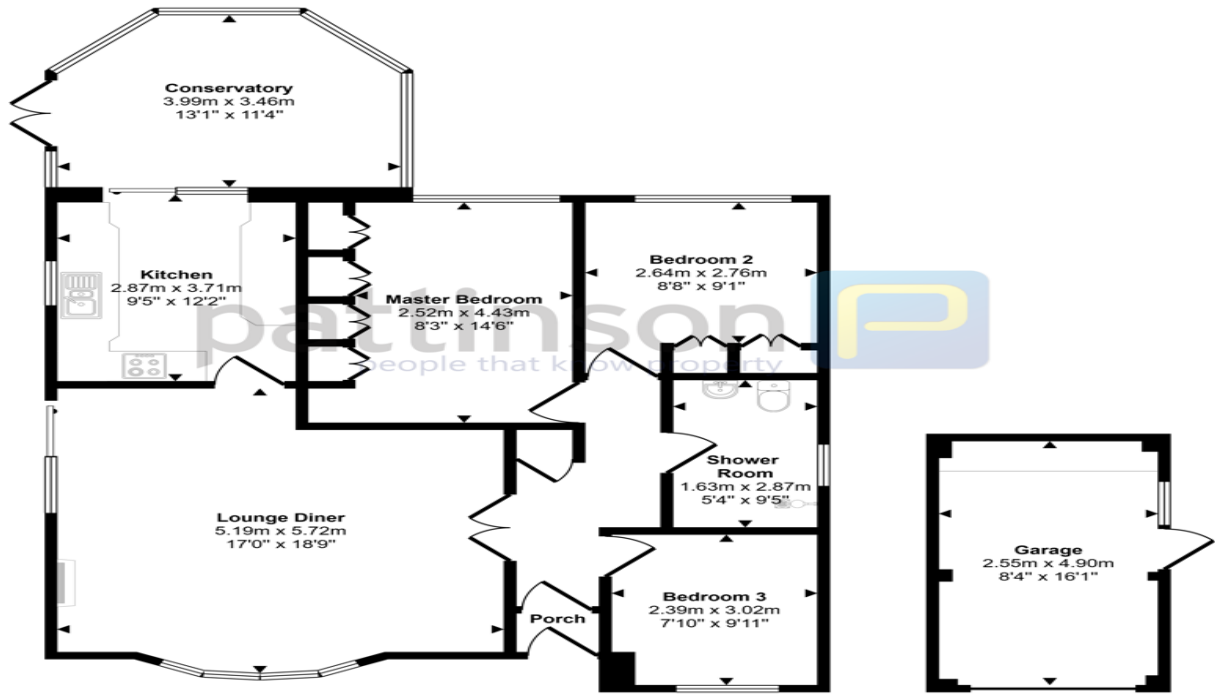 Conservatory
3.99m x 3.46m
13'1" x 11'4"
Kitchen
2.87m x 3.71m
9'5" x 12'2"
Master Bedroom
2.52m x 4.43m
8'3" x 14'6"
Bedroom 2
2.64m x 2.76m
8'8" x 9'1"
pattinson
people that know property
Shower
Room
1.63m x 2.87m
5'4" x 9'5"
Lounge Diner
5.19m x 5.72m
17'0" x 18'9"
Porch
Bedroom 3
2.39m x 3.02m
7'10" x 9'11"
Garage
2.55m x 4.90m
8'4" x 16'1"